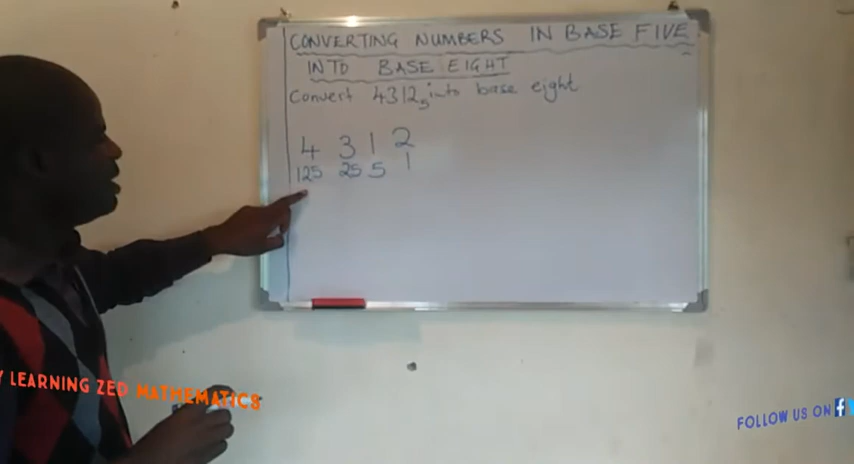 CONVERTING NUMBERS IN BASE FIVE
INTO BASE EIGHT
Convert 4312₅ into base eight
4 3 1 2
125 25 5 1
Y LEARNING ZED MATHEMATICS
FOLLOW US ON